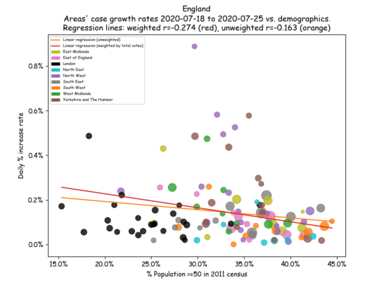 England
Areas' case growth rates 2020-07-18 to 2020-07-25 vs. demographics.
Regression lines: weighted r=-0.274 (red), unweighted r=-0.163 (orange)
Linear regression (unweighted)
Linear regression (weighted by total votes)
East Midlands
East of England
London
North East
North West
South East
South West
West Midlands
Yorkshire and The Humber
Daily % increase rate
0.8%
0.6%
0.4%
0.2%
0.0%
15.0% 20.0% 25.0% 30.0% 35.0% 40.0% 45.0%
% Population >=50 in 2011 census